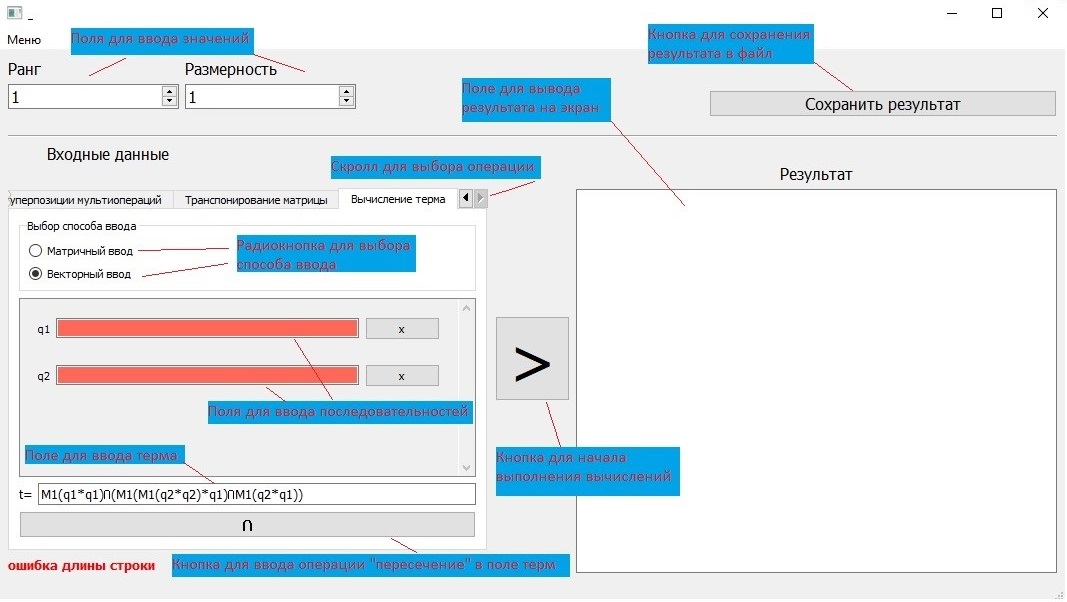 _
Меню
Поля для ввода значений
Кнопка для сохранения
результата в файл
Ранг
Размерность
1
1
Поле для вывода
результата на экран
Сохранить результат
Входные данные
Скролл для выбора операции
Результат
уперпозиции мультиопераций
Транспонирование матрицы
Вычисление терма
Выбор способа ввода
Матричный ввод
Векторный ввод
Радиокнопка для выбора
способа ввода
q1
x
q2
x
>
Поля для ввода последовательностей
Поле для ввода терма
Кнопка для начала
выполнения вычислений
t= M1(q1*q1)∩(M1(M1(q2*q2)*q1)∩M1(q2*q1))
∩
ошибка длины строки
Кнопка для ввода операции "пересечение" в поле терм